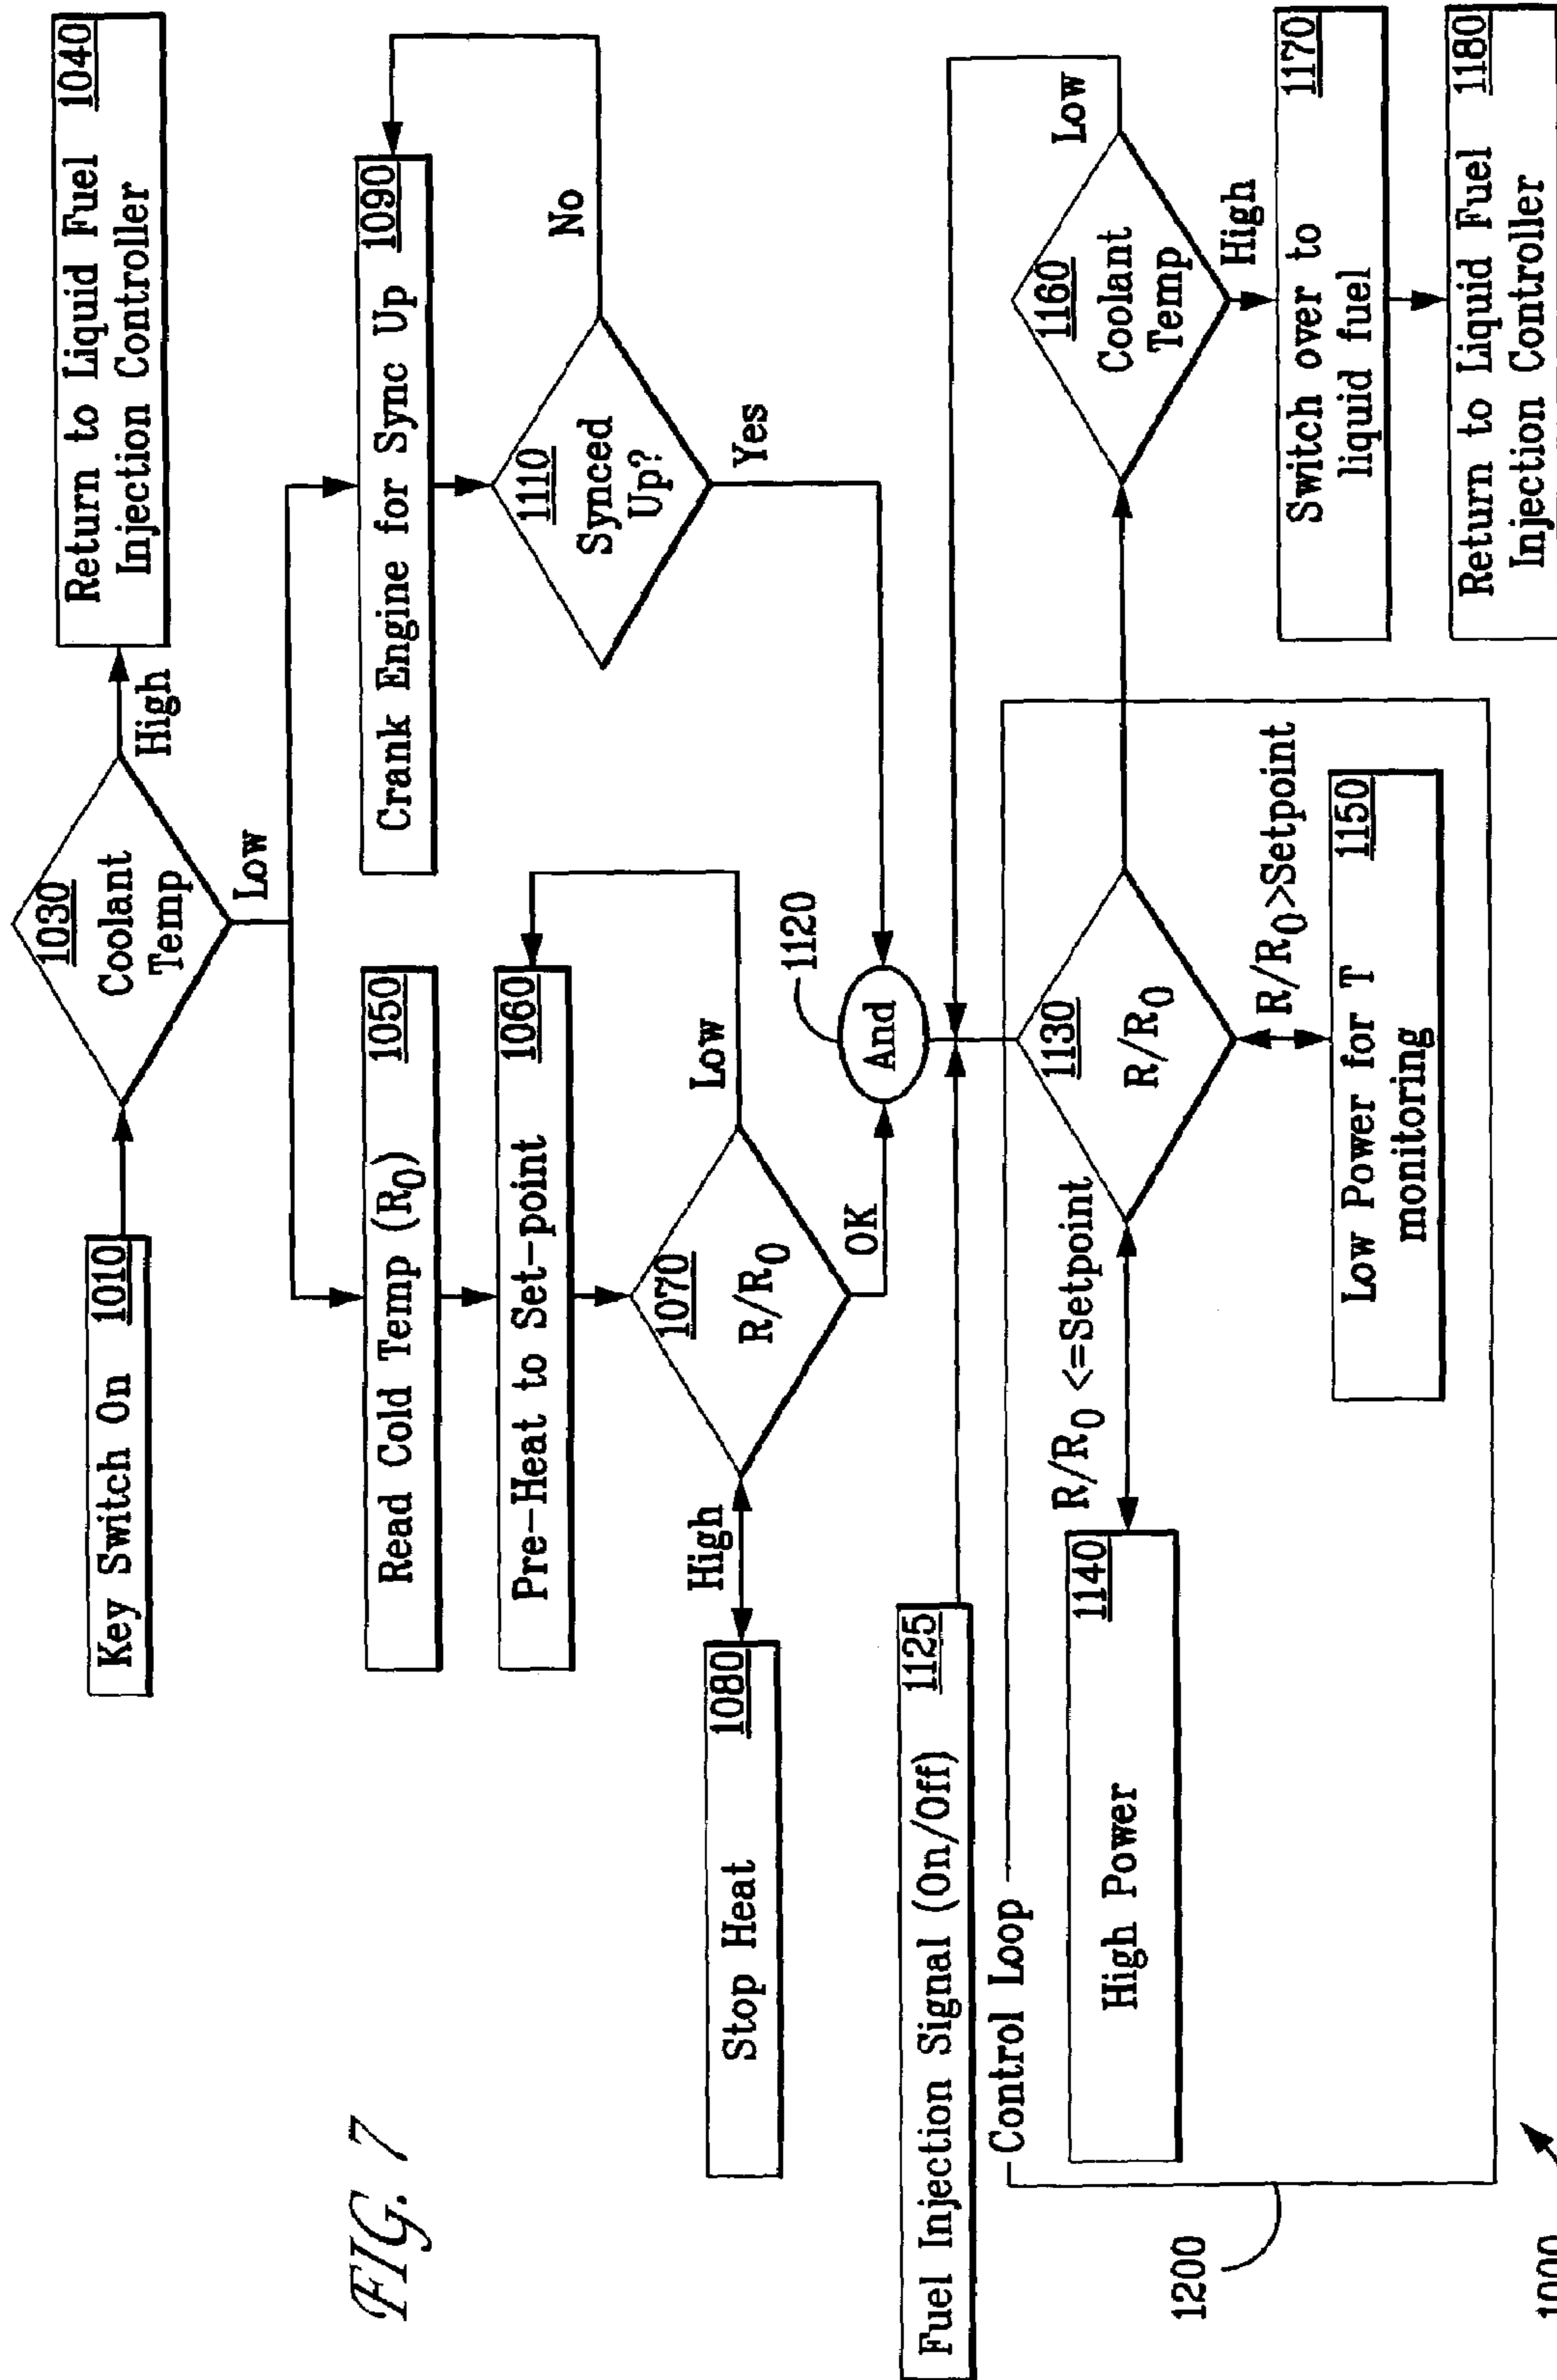 FIG. 7
Key Switch On 1010
1030
Coolant
Temp
High
Low
Return to Liquid Fuel 1040
Injection Controller
Read Cold Temp (R0) 1050
Pre-Heat to Set-point 1060
1070
R/R0
High
Low
OK
Stop Heat 1080
Crank Engine for Sync Up 1090
1110
Synced
Up?
No
Yes
1120
And
Fuel Injection Signal (On/Off) 1125
Control Loop
1130
R/R0
R/R0 <=Setpoint
R/R0>Setpoint
1140
High Power
1150
Low Power for T
monitoring
1160
Coolant
Temp
Low
High
1170
Switch over to
liquid fuel
Return to Liquid Fuel 1180
Injection Controller
1200
1000